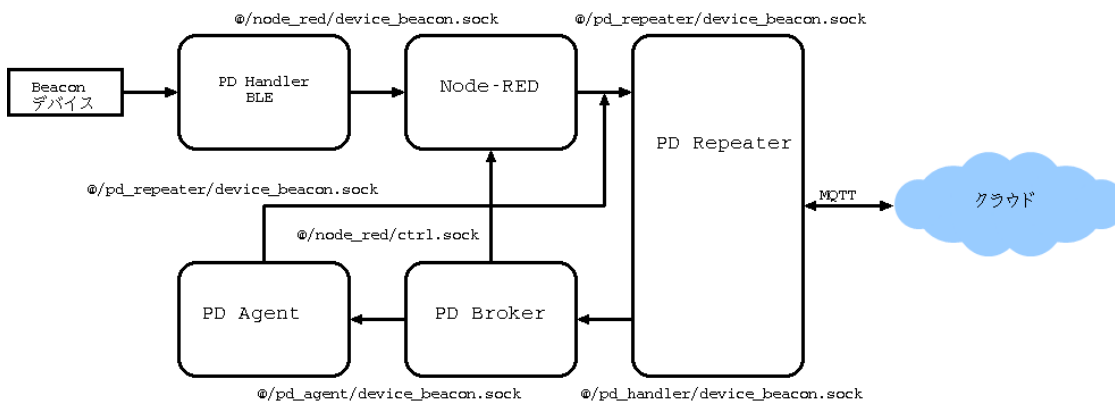 @/node_red/device_beacon.sock
@/pd_repeater/device_beacon.sock
Beacon
デバイス
PD Handler
BLE
Node-RED
PD Repeater
@/pd_repeater/device_beacon.sock
MQTT
クラウド
@/node_red/ctrl.sock
PD Agent
PD Broker
@/pd_agent/device_beacon.sock
@/pd_handler/device_beacon.sock